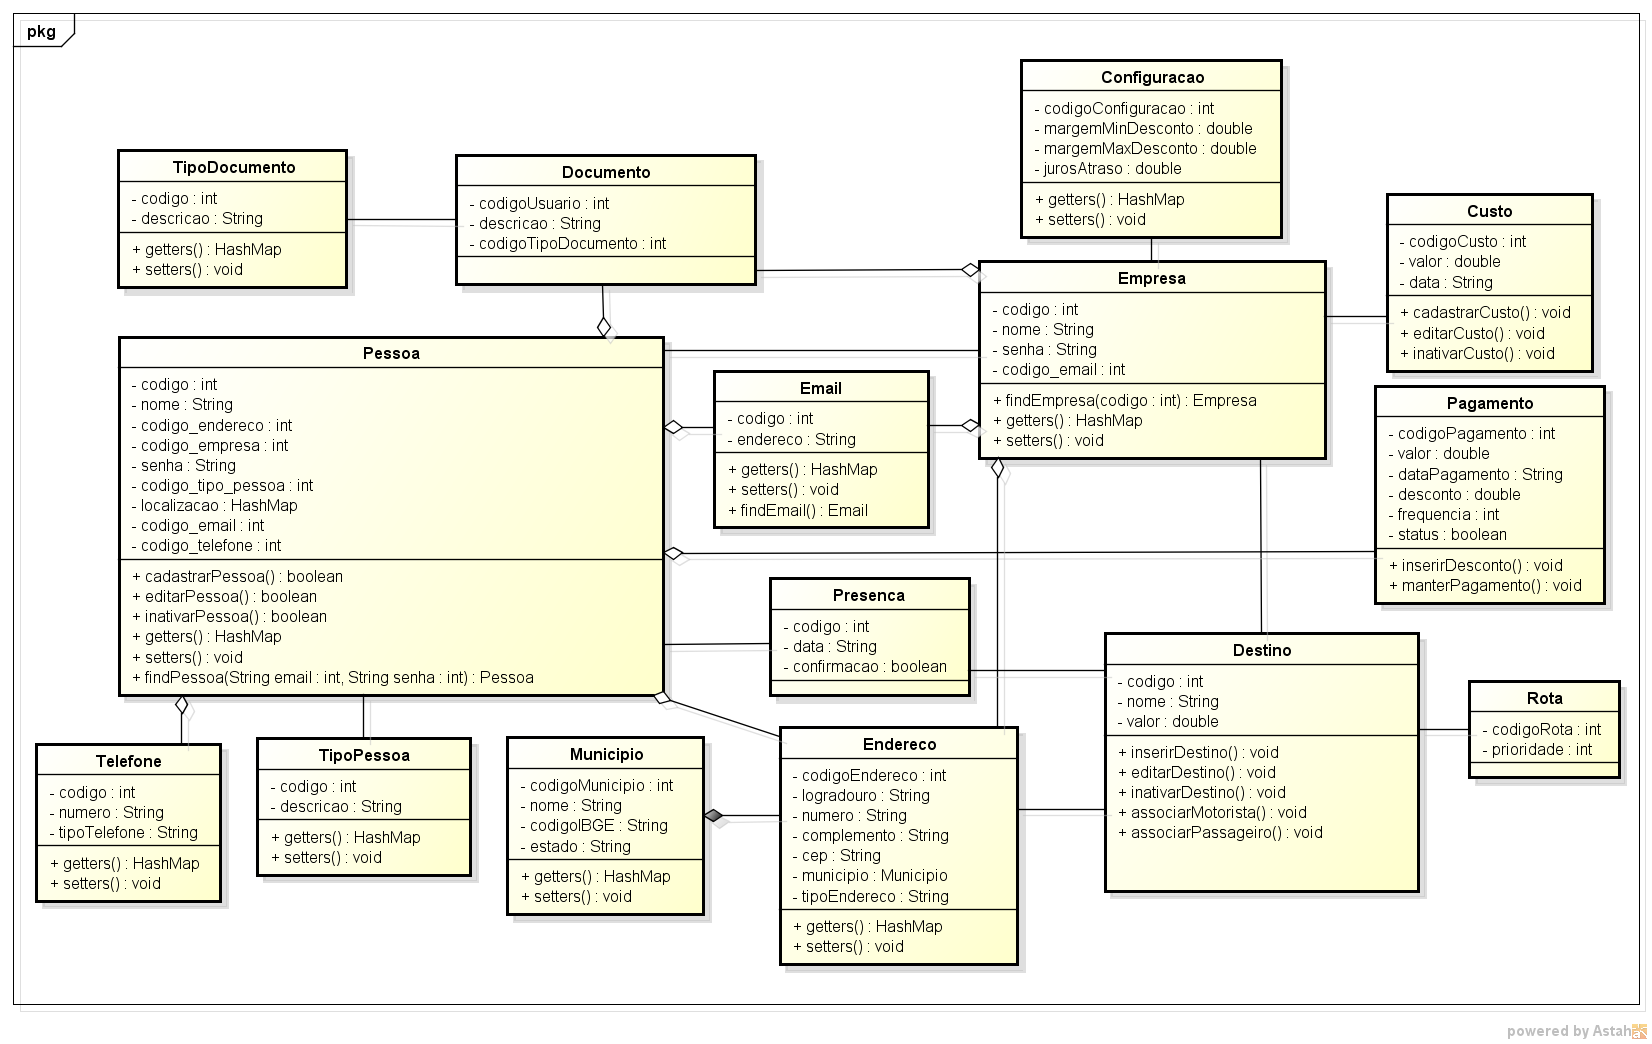 pkg
Configuracao
- codigoConfiguracao : int
- margemMinDesconto : double
- margemMaxDesconto : double
- jurosAtraso : double
+ getters() : HashMap
+ setters() : void
TipoDocumento
- codigo : int
- descricao : String
+ getters() : HashMap
+ setters() : void
Documento
- codigoUsuario : int
- descricao : String
- codigoTipoDocumento : int
Custo
- codigoCusto : int
- valor : double
- data : String
+ cadastrarCusto() : void
+ editarCusto() : void
+ inativarCusto() : void
Empresa
- codigo : int
- nome : String
- senha : String
- codigo_email : int
+ findEmpresa(codigo : int) : Empresa
+ getters() : HashMap
+ setters() : void
Pessoa
- codigo : int
- nome : String
- codigo_endereco : int
- codigo_empresa : int
- senha : String
- codigo_tipo_pessoa : int
- localizacao : HashMap
- codigo_email : int
- codigo_telefone : int
+ cadastrarPessoa() : boolean
+ editarPessoa() : boolean
+ inativarPessoa() : boolean
+ getters() : HashMap
+ setters() : void
+ findPessoa(String email : int, String senha : int) : Pessoa
Email
- codigo : int
- endereco : String
+ getters() : HashMap
+ setters() : void
+ findEmail() : Email
Pagamento
- codigoPagamento : int
- valor : double
- dataPagamento : String
- desconto : double
- frequencia : int
- status : boolean
+ inserirDesconto() : void
+ manterPagamento() : void
Presenca
- codigo : int
- data : String
- confirmacao : boolean
Destino
- codigo : int
- nome : String
- valor : double
+ inserirDestino() : void
+ editarDestino() : void
+ inativarDestino() : void
+ associarMotorista() : void
+ associarPassageiro() : void
Rota
- codigoRota : int
- prioridade : int
Telefone
- codigo : int
- numero : String
- tipoTelefone : String
+ getters() : HashMap
+ setters() : void
TipoPessoa
- codigo : int
- descricao : String
+ getters() : HashMap
+ setters() : void
Municipio
- codigoMunicipio : int
- nome : String
- codigoIBGE : String
- estado : String
+ getters() : HashMap
+ setters() : void
Endereco
- codigoEndereco : int
- logradouro : String
- numero : String
- complemento : String
- cep : String
- municipio : Municipio
- tipoEndereco : String
+ getters() : HashMap
+ setters() : void
powered by Astah